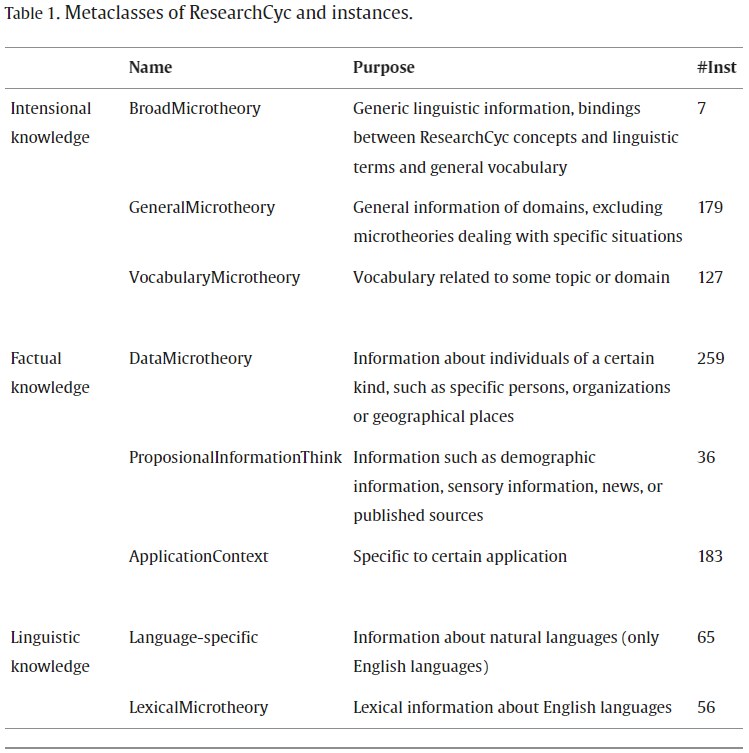 Table 1. Metaclasses of ResearchCyc and instances.
Name Purpose #Inst
Intensional BroadMicrotheory Generic linguistic information, bindings 7
knowledge between ResearchCyc concepts and linguistic
terms and general vocabulary
GeneralMicrotheory General information of domains, excluding 179
microtheories dealing with specific situations
VocabularyMicrotheory Vocabulary related to some topic or domain 127
Factual DataMicrotheory Information about individuals of a certain 259
knowledge kind, such as specific persons, organizations
or geographical places
ProposionalInformationThink Information such as demographic 36
information, sensory information, news, or
published sources
ApplicationContext Specific to certain application 183
Linguistic Language-specific Information about natural languages (only 65
knowledge English languages)
LexicalMicrotheory Lexical information about English languages 56